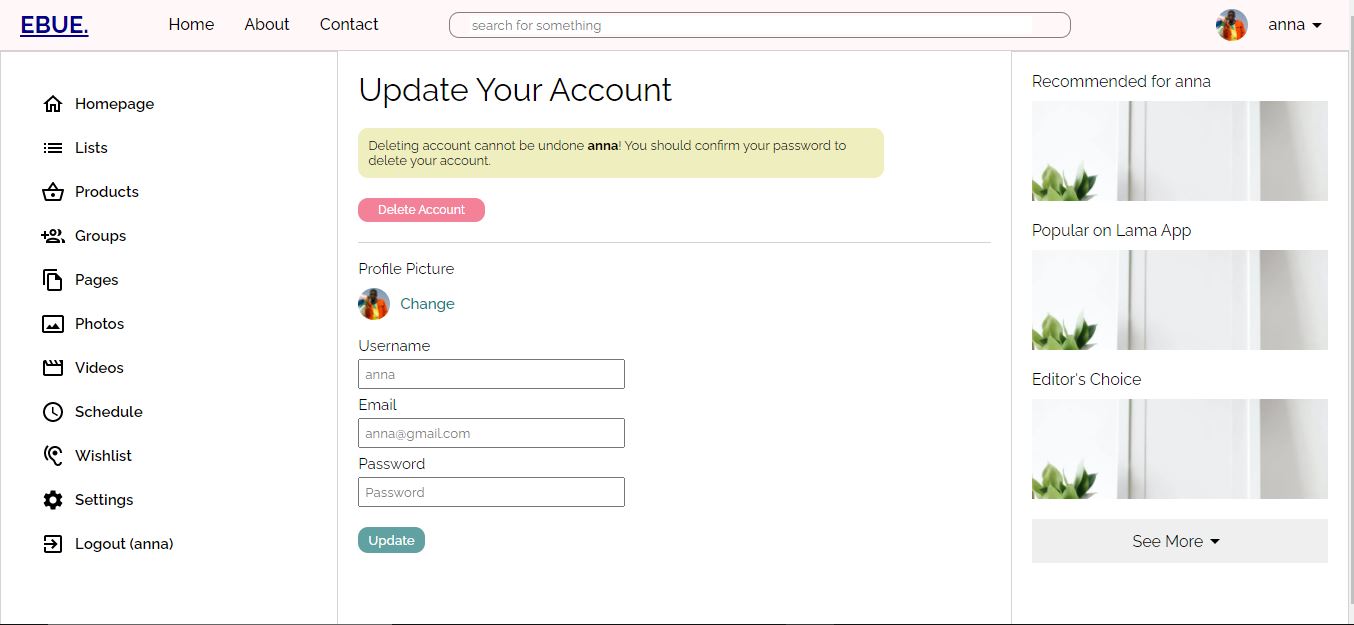 EBUE.
Home
About
Contact
search for something
anna
Homepage
Lists
Products
Groups
Pages
Photos
Videos
Schedule
Wishlist
Settings
Logout (anna)
Update Your Account
Deleting account cannot be undone anna! You should confirm your password to
delete your account.
Delete Account
Profile Picture
Change
Username
anna
Email
anna@gmail.com
Password
Password
Update
Recommended for anna
Popular on Lama App
Editor's Choice
See More